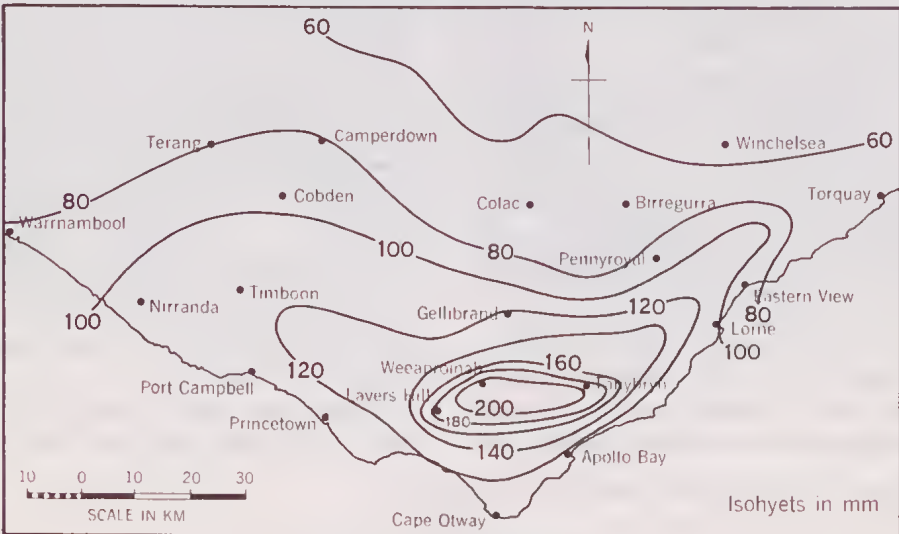 60
N
Terang
Camperdown
Winchelsea
60
80
Cobden
Colac
Birregurra
Torquay
Warrnambool
100
80
Pennyroyal
Nirranda
Timboon
Eastern View
100
Gellibrand
120
80
Lorne
100
120
Weeaproinah
160
Tanybryn
Port Campbell
Lavers Hill
200
180
Princetown
140
Apollo Bay
10 0 10 20 30
SCALE IN KM
Isohyets in mm
Cape Otway